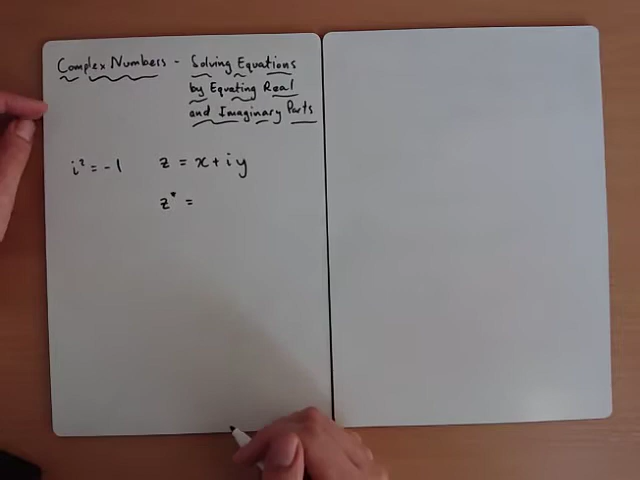 Complex Numbers - Solving Equations
by Equating Real
and Imaginary Parts
i² = -1 z = x + iy
z* =